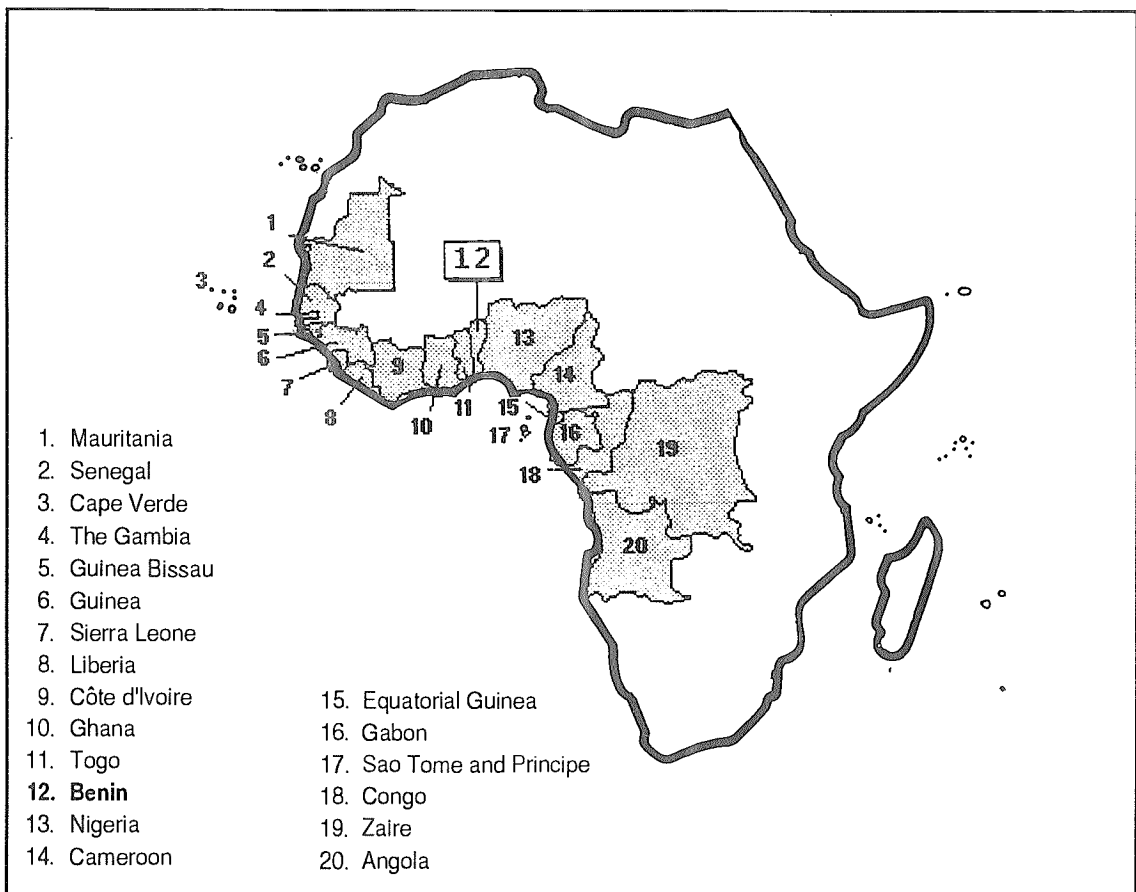 1
2
3
4
5
6
7
8
9
10
11
12
13
14
15
16
17
18
19
20
1. Mauritania
2. Senegal
3. Cape Verde
4. The Gambia
5. Guinea Bissau
6. Guinea
7. Sierra Leone
8. Liberia
9. Côte d'Ivoire
10. Ghana
11. Togo
12. Benin
13. Nigeria
14. Cameroon
15. Equatorial Guinea
16. Gabon
17. Sao Tome and Principe
18. Congo
19. Zaire
20. Angola